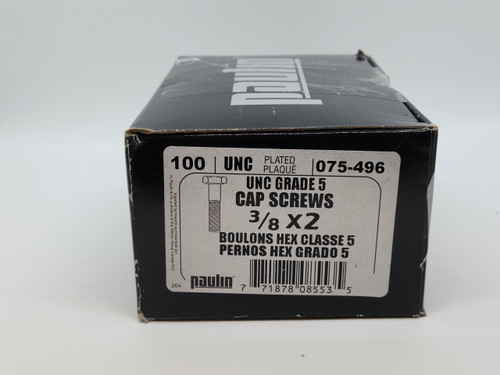 paulin
100 UNC PLATED PLAQUÉ 075-496
UNC GRADE 5
CAP SCREWS
3/8 X 2
BOULONS HEX CLASSE 5
PERNOS HEX GRADO 5
paulin
7 71878 08553 5